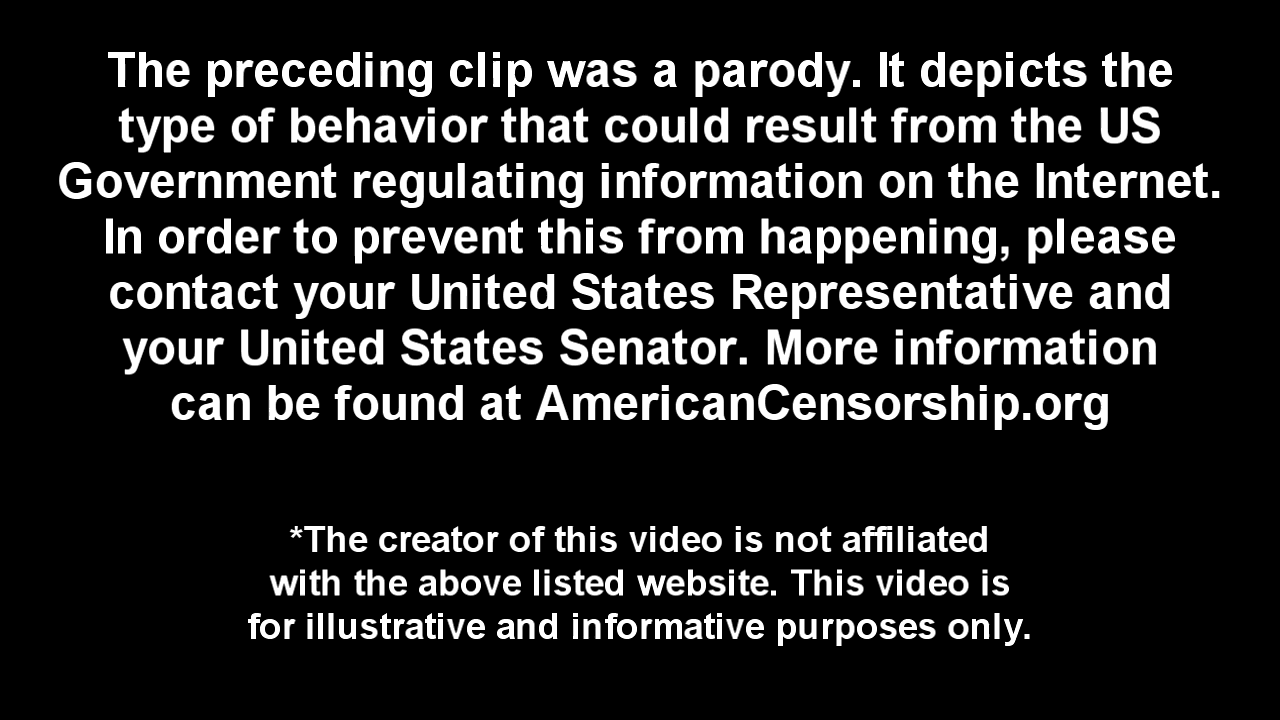 The preceding clip was a parody. It depicts the
type of behavior that could result from the US
Government regulating information on the Internet.
In order to prevent this from happening, please
contact your United States Representative and
your United States Senator. More information
can be found at AmericanCensorship.org
*The creator of this video is not affiliated
with the above listed website. This video is
for illustrative and informative purposes only.